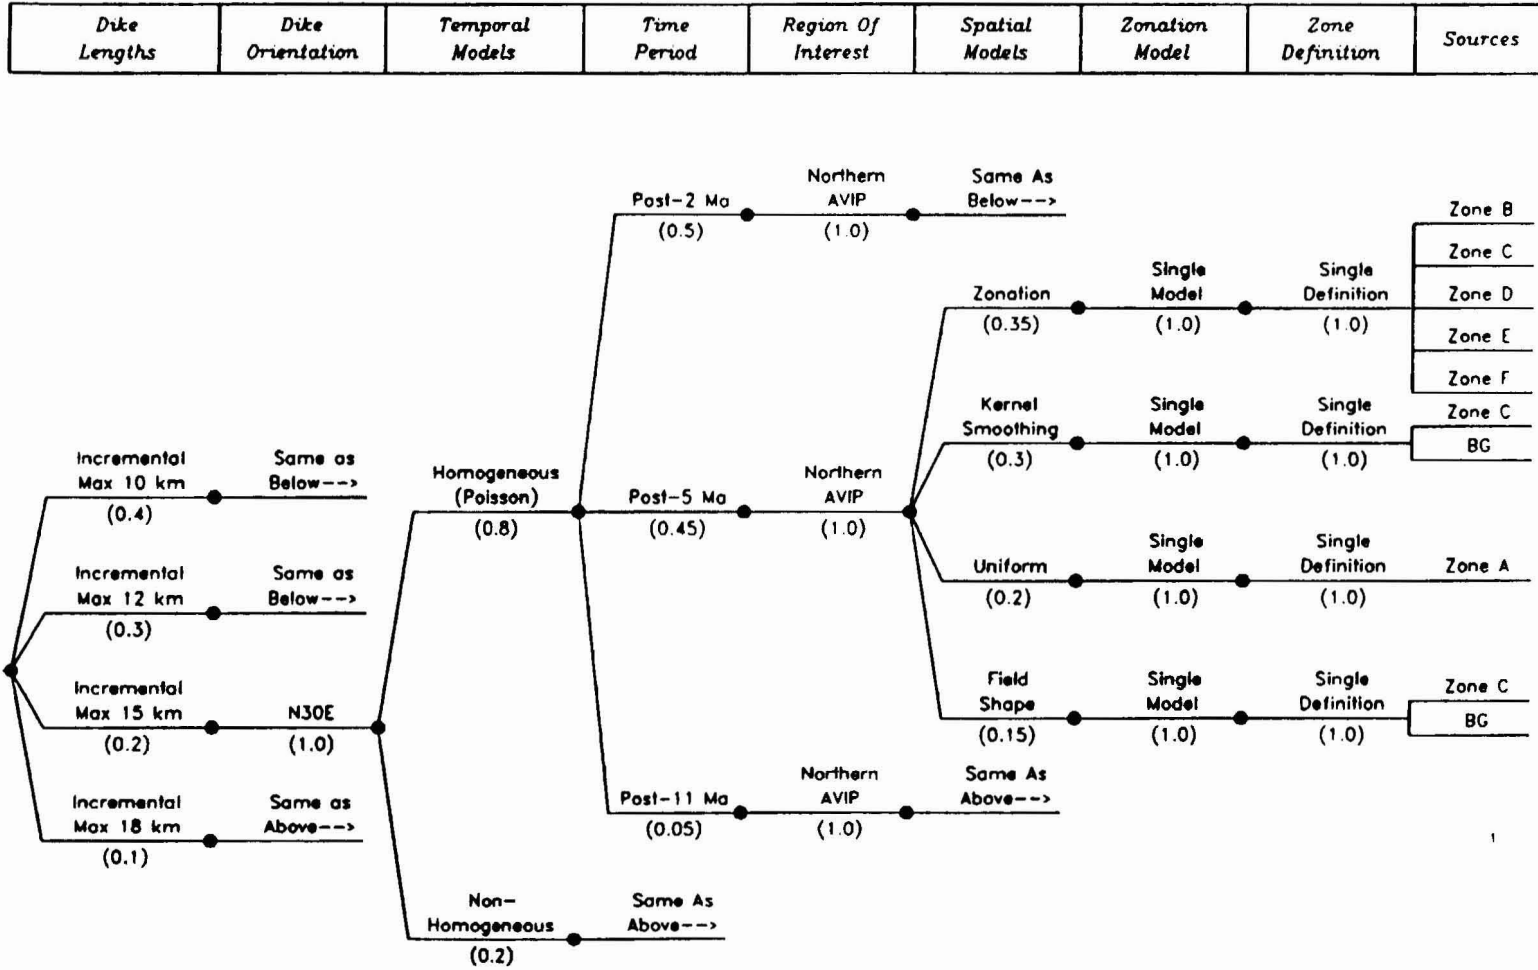 Dike
Lengths
Dike
Orientation
Temporal
Models
Time
Period
Region Of
Interest
Spatial
Models
Zonation
Model
Zone
Definition
Sources
Incremental
Max 10 km
(0.4)
Same as
Below-->
Incremental
Max 12 km
(0.3)
Same as
Below-->
Incremental
Max 15 km
(0.2)
N30E
(1.0)
Incremental
Max 18 km
(0.1)
Same as
Above-->
Homogeneous
(Poisson)
(0.8)
Non-
Homogeneous
(0.2)
Same As
Above-->
Post-2 Ma
(0.5)
Northern
AVIP
(1.0)
Same As
Below-->
Post-5 Ma
(0.45)
Northern
AVIP
(1.0)
Post-11 Ma
(0.05)
Northern
AVIP
(1.0)
Same As
Above-->
Zonation
(0.35)
Single
Model
(1.0)
Single
Definition
(1.0)
Zone B
Zone C
Zone D
Zone E
Zone F
Kernel
Smoothing
(0.3)
Single
Model
(1.0)
Single
Definition
(1.0)
Zone C
BG
Uniform
(0.2)
Single
Model
(1.0)
Single
Definition
(1.0)
Zone A
Field
Shape
(0.15)
Single
Model
(1.0)
Single
Definition
(1.0)
Zone C
BG
1